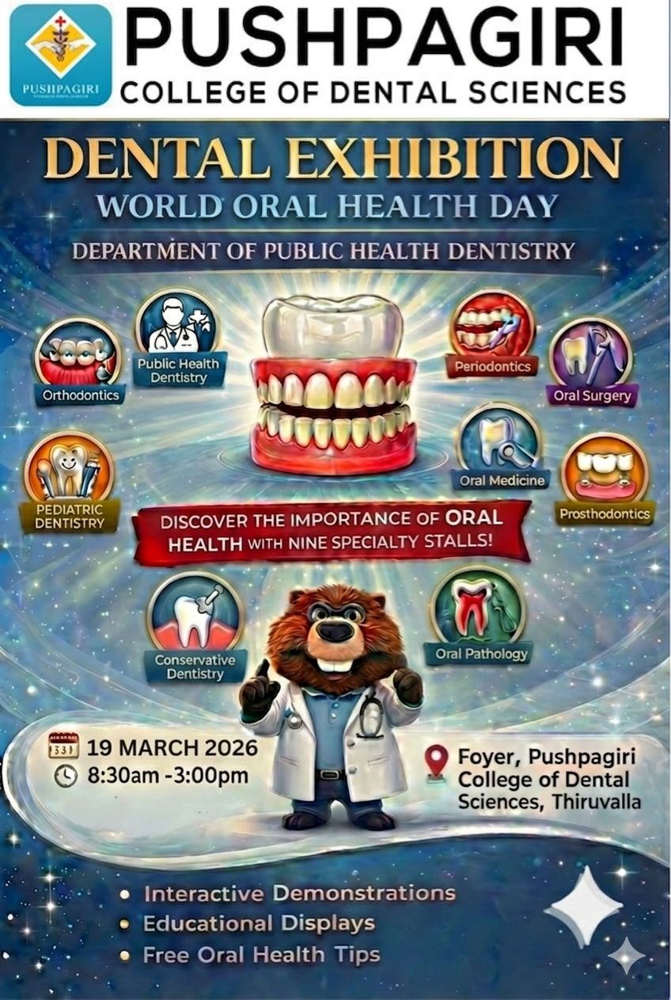 PUSHPAGIRI
PUSHPAGIRI
COLLEGE OF DENTAL SCIENCES
DENTAL EXHIBITION
WORLD ORAL HEALTH DAY
DEPARTMENT OF PUBLIC HEALTH DENTISTRY
Orthodontics
Public Health
Dentistry
Periodontics
Oral Surgery
PEDIATRIC
DENTISTRY
Oral Medicine
Prosthodontics
DISCOVER THE IMPORTANCE OF ORAL
HEALTH WITH NINE SPECIALTY STALLS!
Conservative
Dentistry
Oral Pathology
19 MARCH 2026
8:30am -3:00pm
Foyer, Pushpagiri
College of Dental
Sciences, Thiruvalla
• Interactive Demonstrations
• Educational Displays
• Free Oral Health Tips